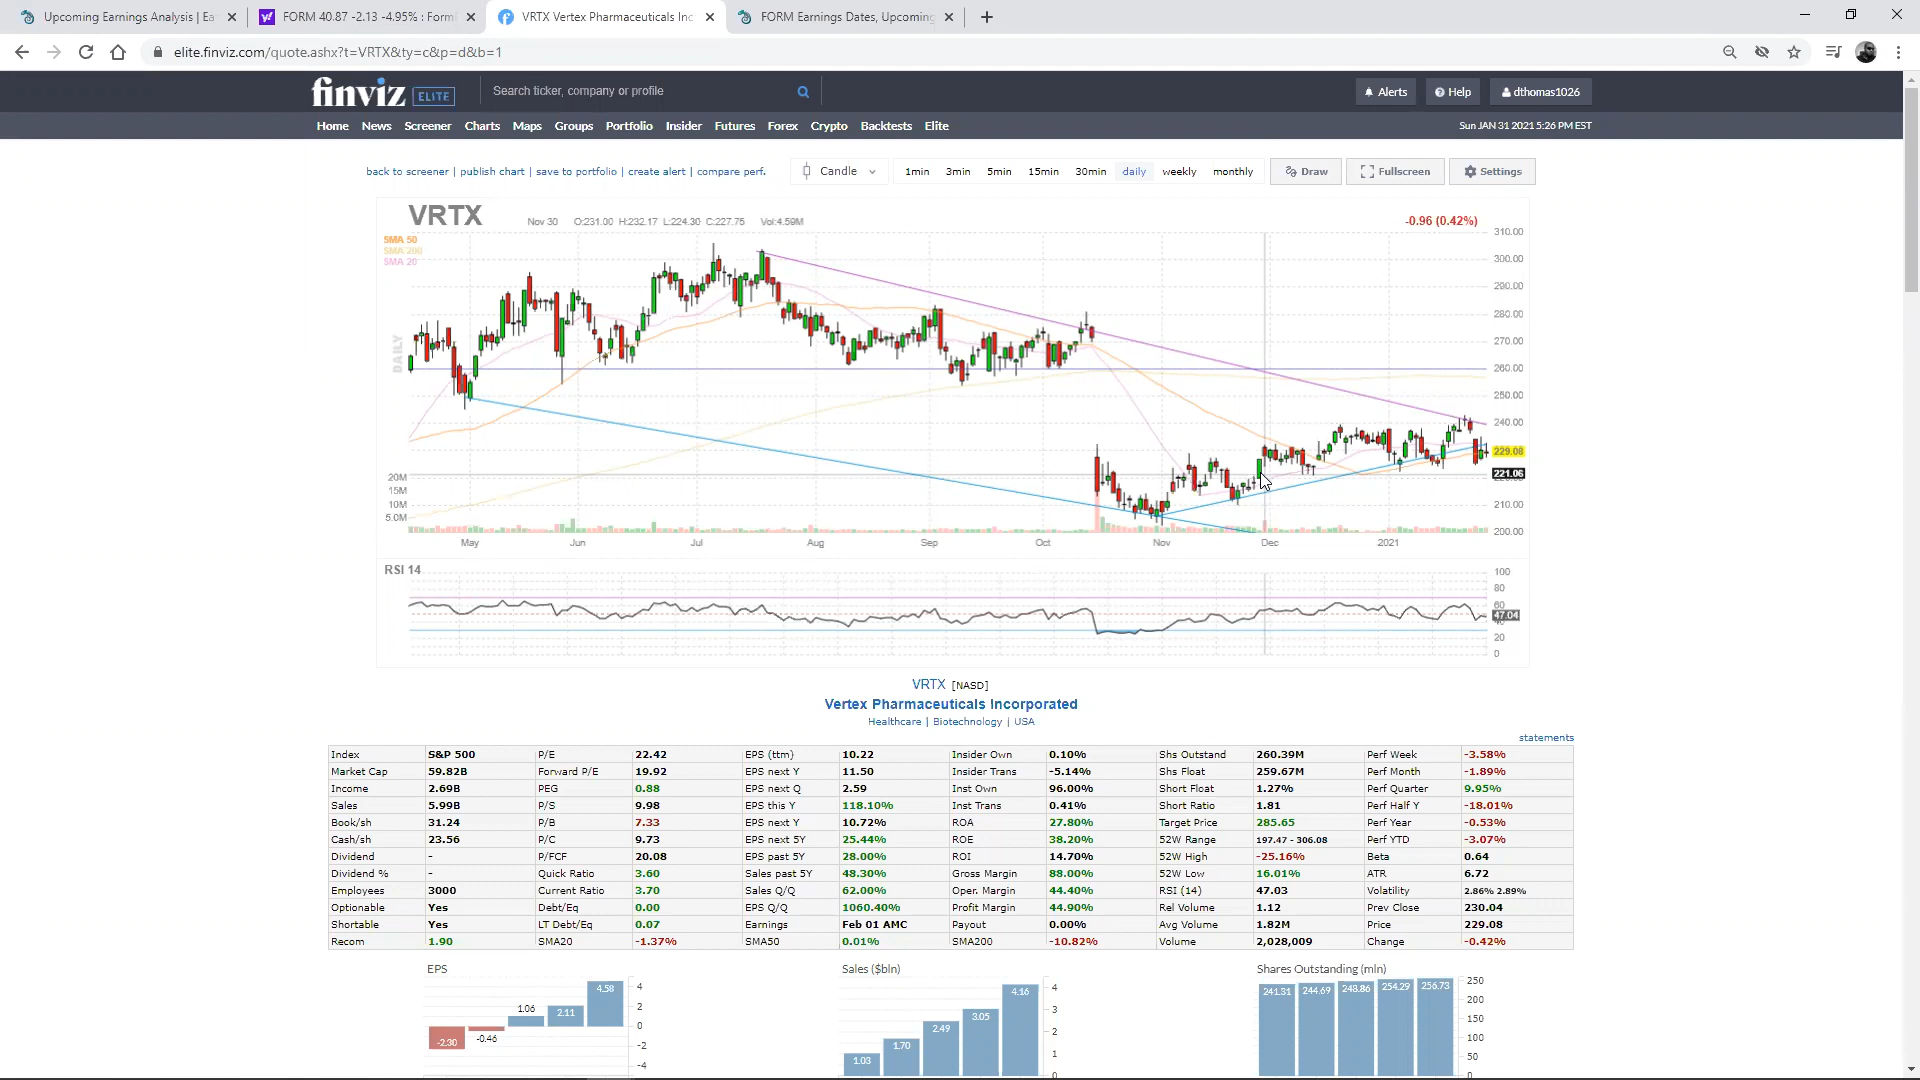 Upcoming Earnings Analysis | Ea
FORM 40.87 -2.13 -4.95% : Form
VRTX Vertex Pharmaceuticals Inc
FORM Earnings Dates, Upcoming
elite.finviz.com/quote.ashx?t=VRTX&ty=c&p=d&b=1
finviz ELITE
Search ticker, company or profile
Alerts
Help
dthomas1026
Home News Screener Charts Maps Groups Portfolio Insider Futures Forex Crypto Backtests Elite
Sun JAN 31 2021 5:26 PM EST
back to screener | publish chart | save to portfolio | create alert | compare perf.
Candle
1min 3min 5min 15min 30min daily weekly monthly
Draw
Fullscreen
Settings
VRTX
Nov 30 O:231.00 H:232.17 L:224.30 C:227.75 Vol:4.59M
-0.96 (0.42%)
SMA 50
SMA 200
SMA 20
DAILY
310.00
300.00
290.00
280.00
270.00
260.00
250.00
240.00
229.08
221.06
210.00
200.00
20M
15M
10M
5.0M
May Jun Jul Aug Sep Oct Nov Dec 2021
RSI 14
100
80
60
47.04
20
0
VRTX [NASD]
Vertex Pharmaceuticals Incorporated
Healthcare | Biotechnology | USA
statements
Index S&P 500 P/E 22.42 EPS (ttm) 10.22 Insider Own 0.10% Shs Outstand 260.39M Perf Week -3.58%
Market Cap 59.82B Forward P/E 19.92 EPS next Y 11.50 Insider Trans -5.14% Shs Float 259.67M Perf Month -1.89%
Income 2.69B PEG 0.88 EPS next Q 2.59 Inst Own 96.00% Short Float 1.27% Perf Quarter 9.95%
Sales 5.99B P/S 9.98 EPS this Y 118.10% Inst Trans 0.41% Short Ratio 1.81 Perf Half Y -18.01%
Book/sh 31.24 P/B 7.33 EPS next Y 10.72% ROA 27.80% Target Price 285.65 Perf Year -0.53%
Cash/sh 23.56 P/C 9.73 EPS next 5Y 25.44% ROE 38.20% 52W Range 197.47 - 306.08 Perf YTD -3.07%
Dividend - P/FCF 20.08 EPS past 5Y 28.00% ROI 14.70% 52W High -25.16% Beta 0.64
Dividend % - Quick Ratio 3.60 Sales past 5Y 48.30% Gross Margin 88.00% 52W Low 16.01% ATR 6.72
Employees 3000 Current Ratio 3.70 Sales Q/Q 62.00% Oper. Margin 44.40% RSI (14) 47.03 Volatility 2.86% 2.89%
Optionable Yes Debt/Eq 0.00 EPS Q/Q 1060.40% Profit Margin 44.90% Rel Volume 1.12 Prev Close 230.04
Shortable Yes LT Debt/Eq 0.07 Earnings Feb 01 AMC Payout 0.00% Avg Volume 1.82M Price 229.08
Recom 1.90 SMA20 -1.37% SMA50 0.01% SMA200 -10.82% Volume 2,028,009 Change -0.42%
EPS
-2.30 -0.46 1.06 2.11 4.58
4
2
0
-2
-4
Sales ($bln)
1.03 1.70 2.49 3.05 4.16
4
3
2
1
0
Shares Outstanding (mln)
241.31 244.69 248.86 254.29 256.73
250
200
150
100
50
0